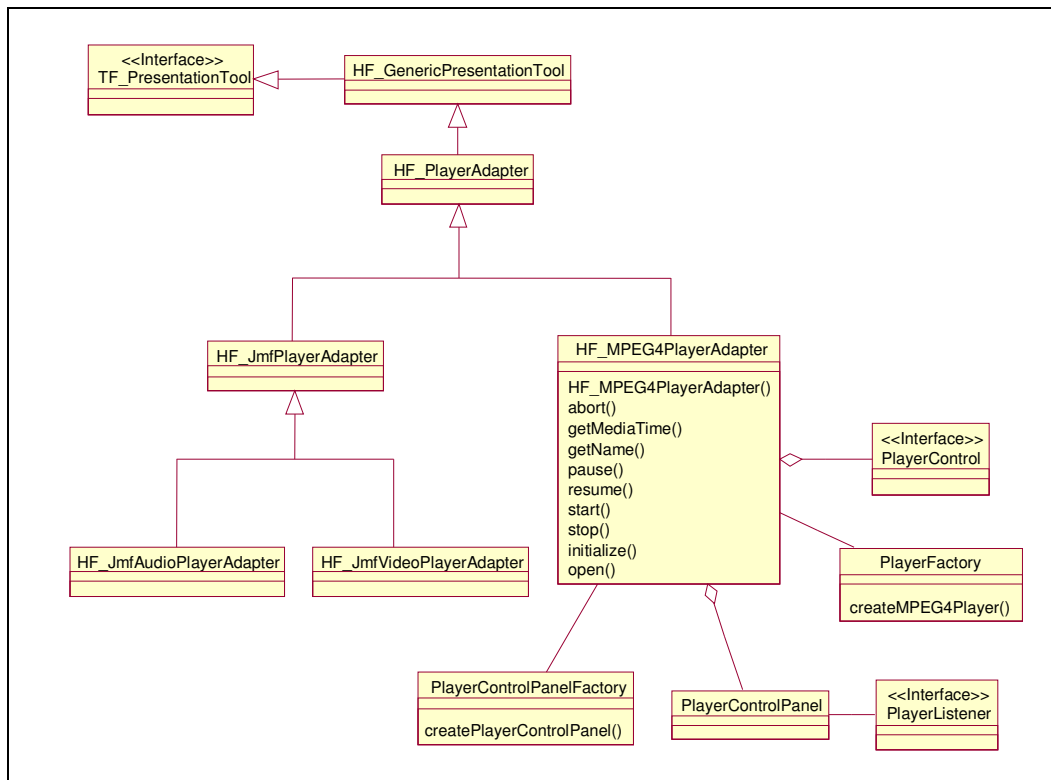 <<Interface>>
TF_PresentationTool
HF_GenericPresentationTool
HF_PlayerAdapter
HF_JmfPlayerAdapter
HF_MPEG4PlayerAdapter
HF_MPEG4PlayerAdapter()
abort()
getMediaTime()
getName()
pause()
resume()
start()
stop()
initialize()
open()
<<Interface>>
PlayerControl
HF_JmfAudioPlayerAdapter
HF_JmfVideoPlayerAdapter
PlayerFactory
createMPEG4Player()
PlayerControlPanelFactory
createPlayerControlPanel()
PlayerControlPanel
<<Interface>>
PlayerListener